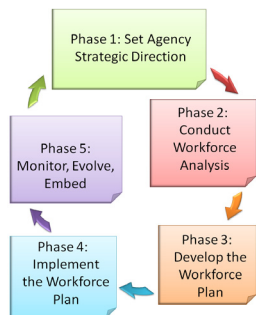 Phase 1: Set Agency
Strategic Direction
Phase 2:
Conduct
Workforce
Analysis
Phase 3:
Develop the
Workforce
Plan
Phase 4:
Implement
the Workforce
Plan
Phase 5:
Monitor, Evolve,
Embed